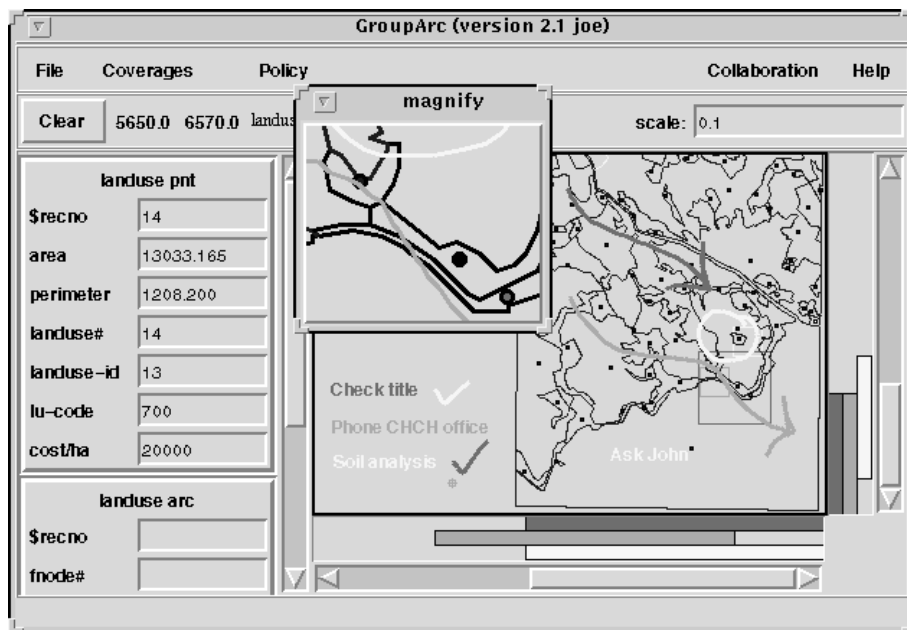 GroupArc (version 2.1 joe)
File Coverages Policy Collaboration Help
magnify
Clear 5650.0 6570.0 landus scale: 0.1
landuse pnt
$recno 14
area 13033.165
perimeter 1208.200
landuse# 14
landuse-id 13
lu-code 700
cost/ha 20000
landuse arc
$recno
fnode#
Check title
Phone CHCH office
Soil analysis
Ask John